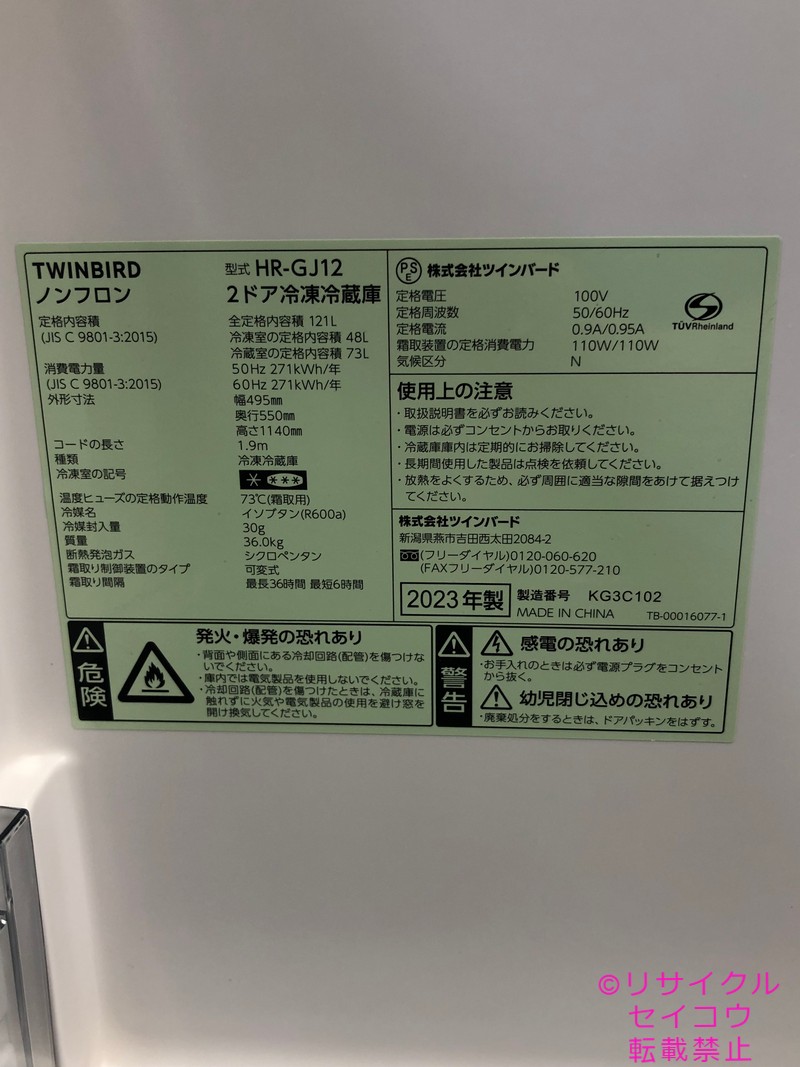 TWINBIRD 型式 HR-GJ12
ノンフロン 2ドア冷凍冷蔵庫
定格内容積 全定格内容積 121L
(JIS C 9801-3:2015) 冷凍室の定格内容積 48L
冷蔵室の定格内容積 73L
消費電力量 50Hz 271kWh/年
(JIS C 9801-3:2015) 60Hz 271kWh/年
外形寸法 幅495mm
奥行550mm
高さ1140mm
コードの長さ 1.9m
種類 冷凍冷蔵庫
冷凍室の記号
温度ヒューズの定格動作温度 73℃(霜取用)
冷媒名 イソブタン(R600a)
冷媒封入量 30g
質量 36.0kg
断熱発泡ガス シクロペンタン
霜取り制御装置のタイプ 可変式
霜取り間隔 最長36時間 最短6時間
PSE 株式会社ツインバード
定格電圧 100V
定格周波数 50/60Hz
定格電流 0.9A/0.95A
霜取装置の定格消費電力 110W/110W
気候区分 N
TÜVRheinland
使用上の注意
・取扱説明書を必ずお読みください。
・電源は必ずコンセントからお取りください。
・冷蔵庫庫内は定期的にお掃除してください。
・長期間使用した製品は点検を依頼してください。
・放熱をよくするため、必ず周囲に適当な隙間をあけて据えつけ
てください。
株式会社ツインバード
新潟県燕市吉田西太田2084-2
(フリーダイヤル)0120-060-620
(FAXフリーダイヤル)0120-577-210
2023年製 製造番号 KG3C102
MADE IN CHINA TB-00016077-1
危険
発火・爆発の恐れあり
・背面や側面にある冷却回路(配管)を傷つけな
いでください。
・庫内では電気製品を使用しないでください。
・冷却回路(配管)を傷つけたときは、冷蔵庫に
触れずに火気や電気製品の使用を避け窓を
開け換気してください。
警告
感電の恐れあり
・お手入れのときは必ず電源プラグをコンセント
から抜く。
幼児閉じ込めの恐れあり
・廃棄処分をするときは、ドアパッキンをはずす。
©リサイクル
セイコウ
転載禁止